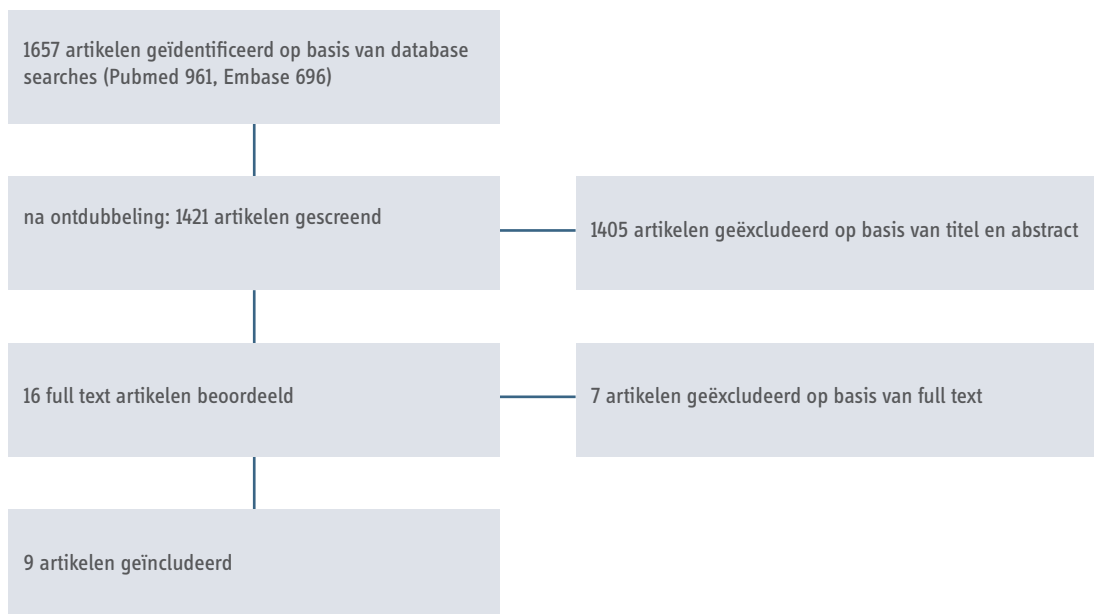 1657 artikelen geïdentificeerd op basis van database
searches (Pubmed 961, Embase 696)
na ontdubbeling: 1421 artikelen gescreend
1405 artikelen geëxcludeerd op basis van titel en abstract
16 full text artikelen beoordeeld
7 artikelen geëxcludeerd op basis van full text
9 artikelen geïncludeerd